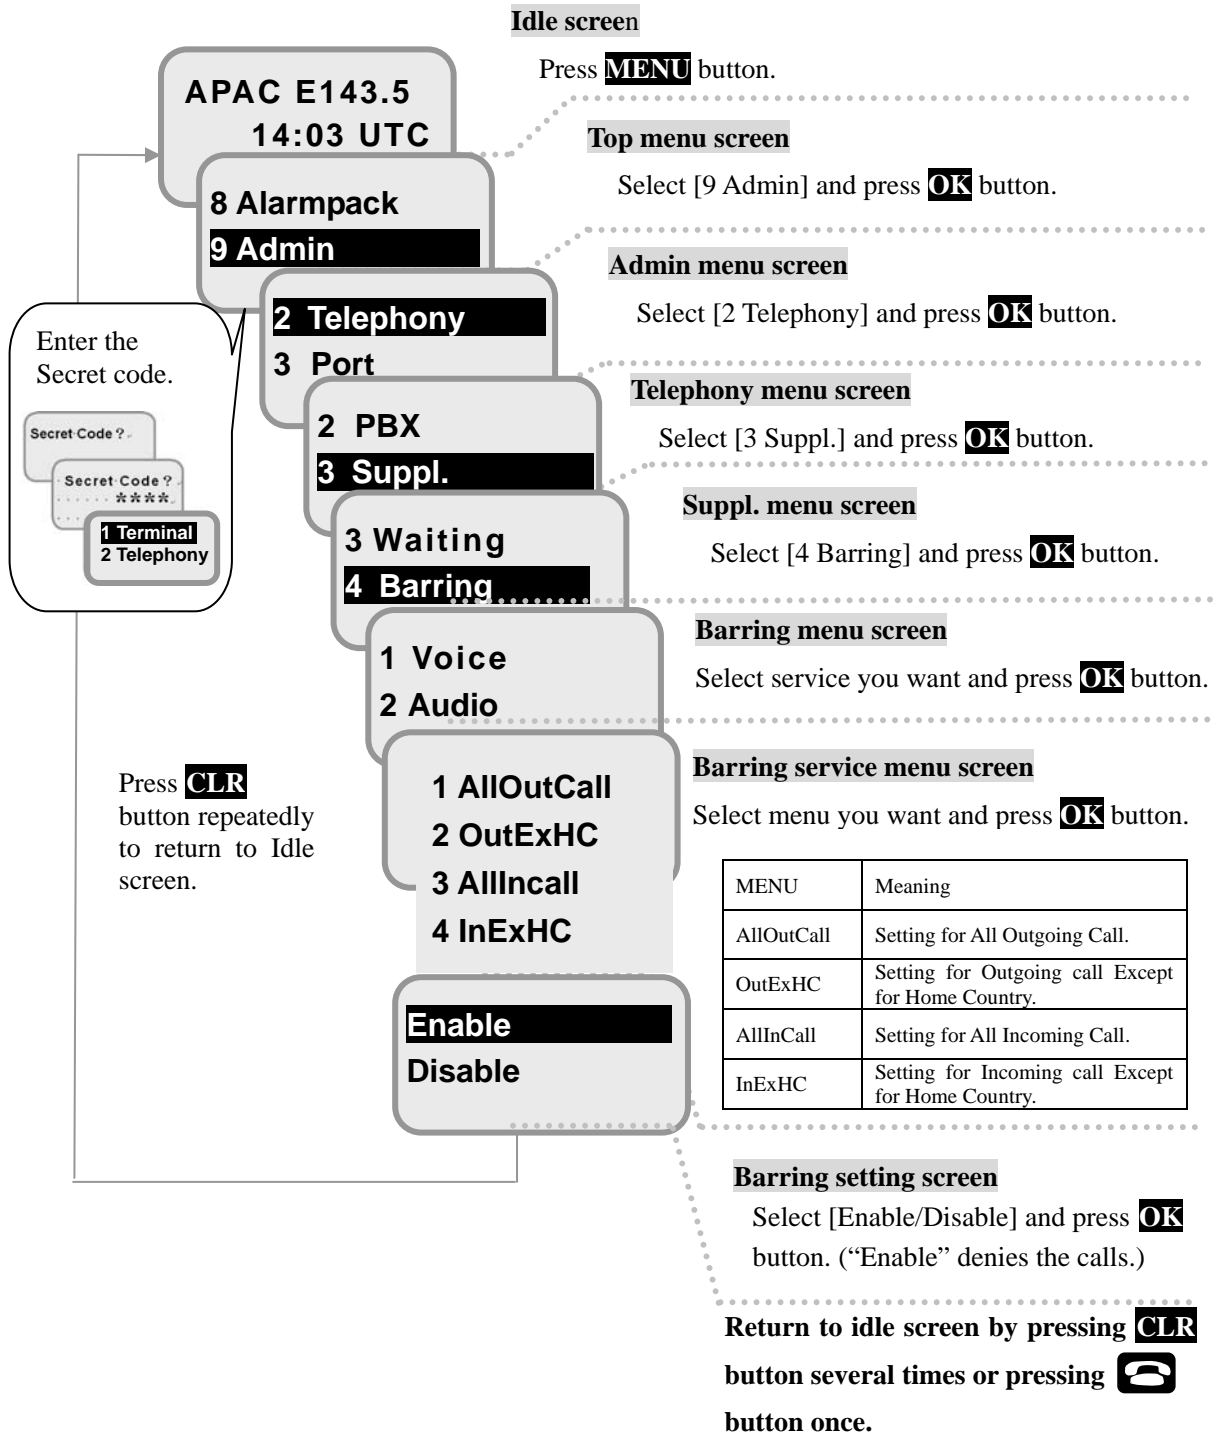 Idle screen
Press MENU button.
APAC E143.5
14:03 UTC
Top menu screen
Select [9 Admin] and press OK button.
8 Alarmpack
9 Admin
Admin menu screen
Select [2 Telephony] and press OK button.
2 Telephony
3 Port
Enter the
Secret code.
Secret Code ?
Secret Code ?
****
1 Terminal
2 Telephony
Telephony menu screen
Select [3 Suppl.] and press OK button.
2 PBX
3 Suppl.
Suppl. menu screen
Select [4 Barring] and press OK button.
3 Waiting
4 Barring
Barring menu screen
Select service you want and press OK button.
1 Voice
2 Audio
Barring service menu screen
Select menu you want and press OK button.
1 AllOutCall
2 OutExHC
3 AllIncall
4 InExHC
Press CLR
button repeatedly
to return to Idle
screen.
MENU Meaning
AllOutCall Setting for All Outgoing Call.
OutExHC Setting for Outgoing call Except
for Home Country.
AllInCall Setting for All Incoming Call.
InExHC Setting for Incoming call Except
for Home Country.
Enable
Disable
Barring setting screen
Select [Enable/Disable] and press OK
button. (“Enable” denies the calls.)
Return to idle screen by pressing CLR
button several times or pressing
button once.